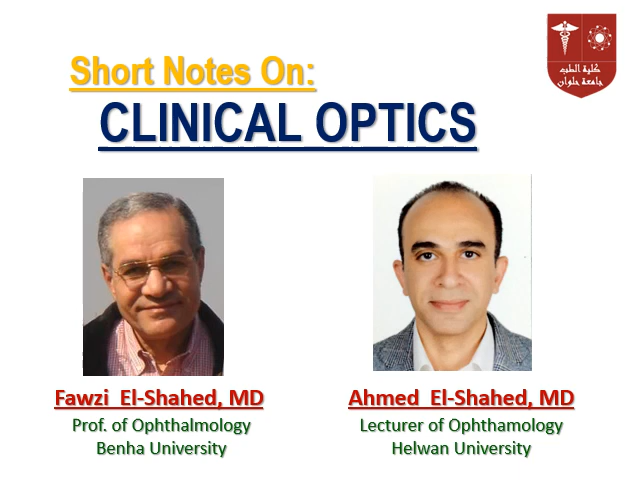 Short Notes On:
CLINICAL OPTICS
كلية الطب
جامعة حلوان
Fawzi El-Shahed, MD
Prof. of Ophthalmology
Benha University
Ahmed El-Shahed, MD
Lecturer of Ophthamology
Helwan University